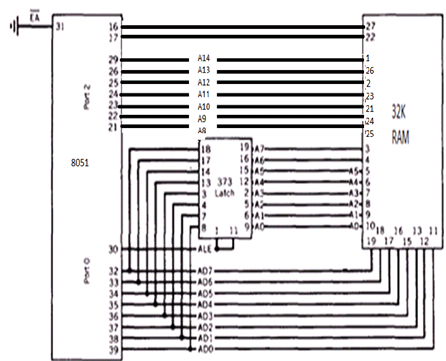 EA
31
16
17
27
22
29 A14 1
26 A13 26
25 A12 2
24 A11 23
23 A10 21
22 A9 24
21 A8 25
Port 2
8051
32K
RAM
18 19 A7 3
17 16 A6 4
14 15 A5 A5 5
13 12 A4 A4 6
3 373 2 A3 A3 7
4 Latch 5 A2 A2 8
7 6 A1 A1 9
8 9 A0 A0 10
1 11
30 ALE
18 16 13 11
19 17 15 12
Port 0
32 AD7
33 AD6
34 AD5
35 AD4
36 AD3
37 AD2
38 AD1
39 AD0